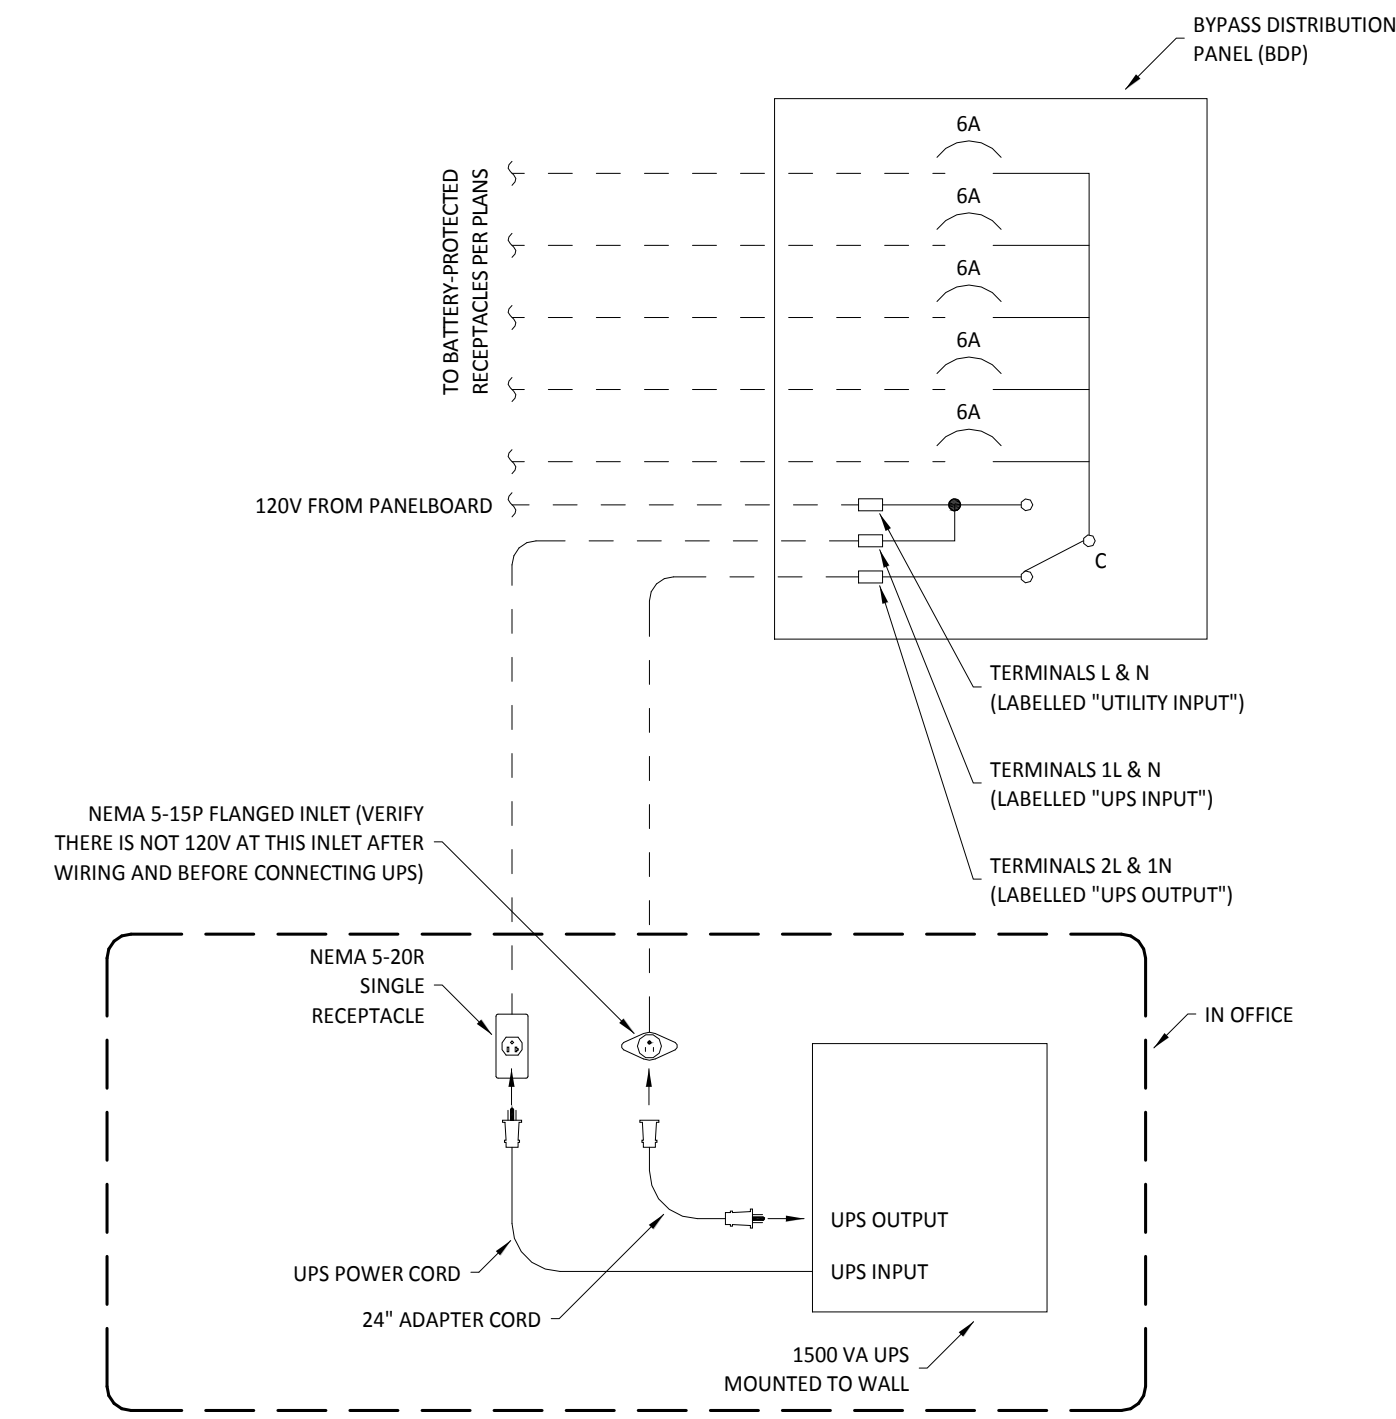 BYPASS DISTRIBUTION
PANEL (BDP)
6A
6A
6A
6A
6A
TO BATTERY-PROTECTED
RECEPTACLES PER PLANS
120V FROM PANELBOARD
C
TERMINALS L & N
(LABELLED "UTILITY INPUT")
TERMINALS 1L & N
(LABELLED "UPS INPUT")
TERMINALS 2L & 1N
(LABELLED "UPS OUTPUT")
NEMA 5-15P FLANGED INLET (VERIFY
THERE IS NOT 120V AT THIS INLET AFTER
WIRING AND BEFORE CONNECTING UPS)
NEMA 5-20R
SINGLE
RECEPTACLE
IN OFFICE
UPS OUTPUT
UPS INPUT
UPS POWER CORD
24" ADAPTER CORD
1500 VA UPS
MOUNTED TO WALL